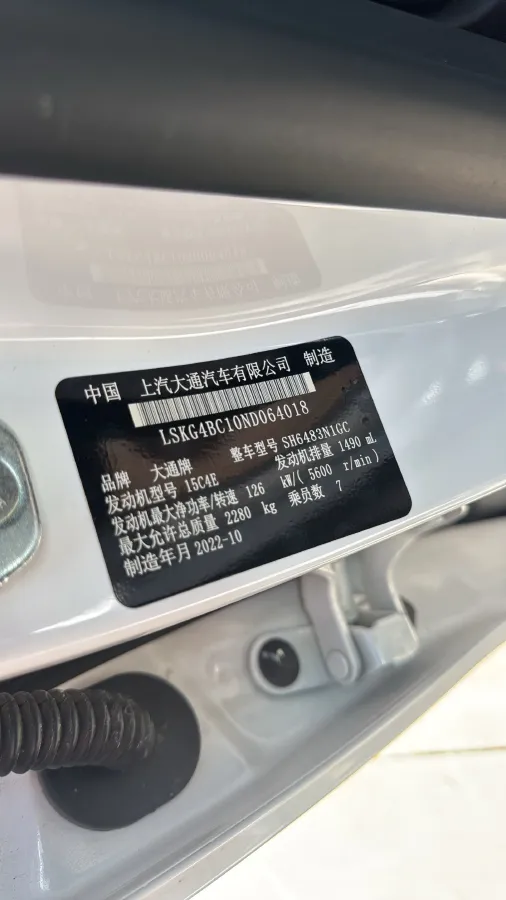 中国 上汽大通汽车有限公司 制造
LSKG4BC10ND064018
品牌 大通牌 整车型号 SH6483N1GC
发动机型号 15C4E 发动机排量 1490 mL
发动机最大净功率/转速 126 kW/( 5600 r/min)
最大允许总质量 2280 kg 乘员数 7
制造年月 2022-10